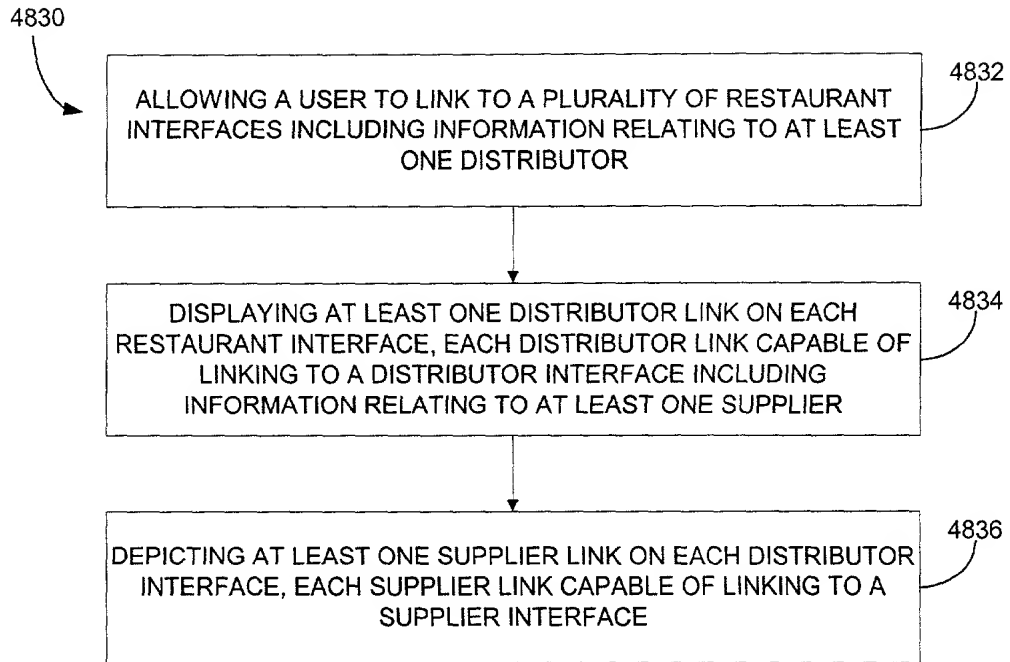 4830
4832
ALLOWING A USER TO LINK TO A PLURALITY OF RESTAURANT
INTERFACES INCLUDING INFORMATION RELATING TO AT LEAST
ONE DISTRIBUTOR
4834
DISPLAYING AT LEAST ONE DISTRIBUTOR LINK ON EACH
RESTAURANT INTERFACE, EACH DISTRIBUTOR LINK CAPABLE OF
LINKING TO A DISTRIBUTOR INTERFACE INCLUDING
INFORMATION RELATING TO AT LEAST ONE SUPPLIER
4836
DEPICTING AT LEAST ONE SUPPLIER LINK ON EACH DISTRIBUTOR
INTERFACE, EACH SUPPLIER LINK CAPABLE OF LINKING TO A
SUPPLIER INTERFACE